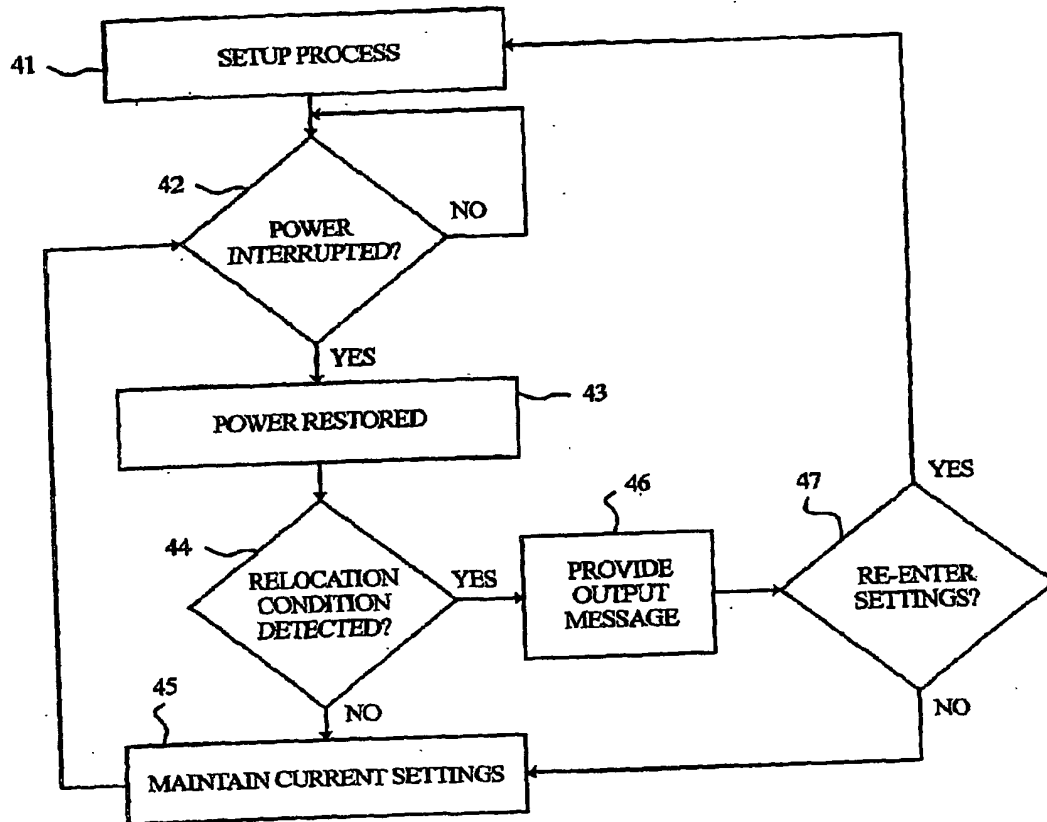 41
SETUP PROCESS
42
POWER
INTERRUPTED?
NO
YES
POWER RESTORED
43
44
RELOCATION
CONDITION
DETECTED?
YES
46
PROVIDE
OUTPUT
MESSAGE
47
RE-ENTER
SETTINGS?
YES
NO
NO
45
MAINTAIN CURRENT SETTINGS